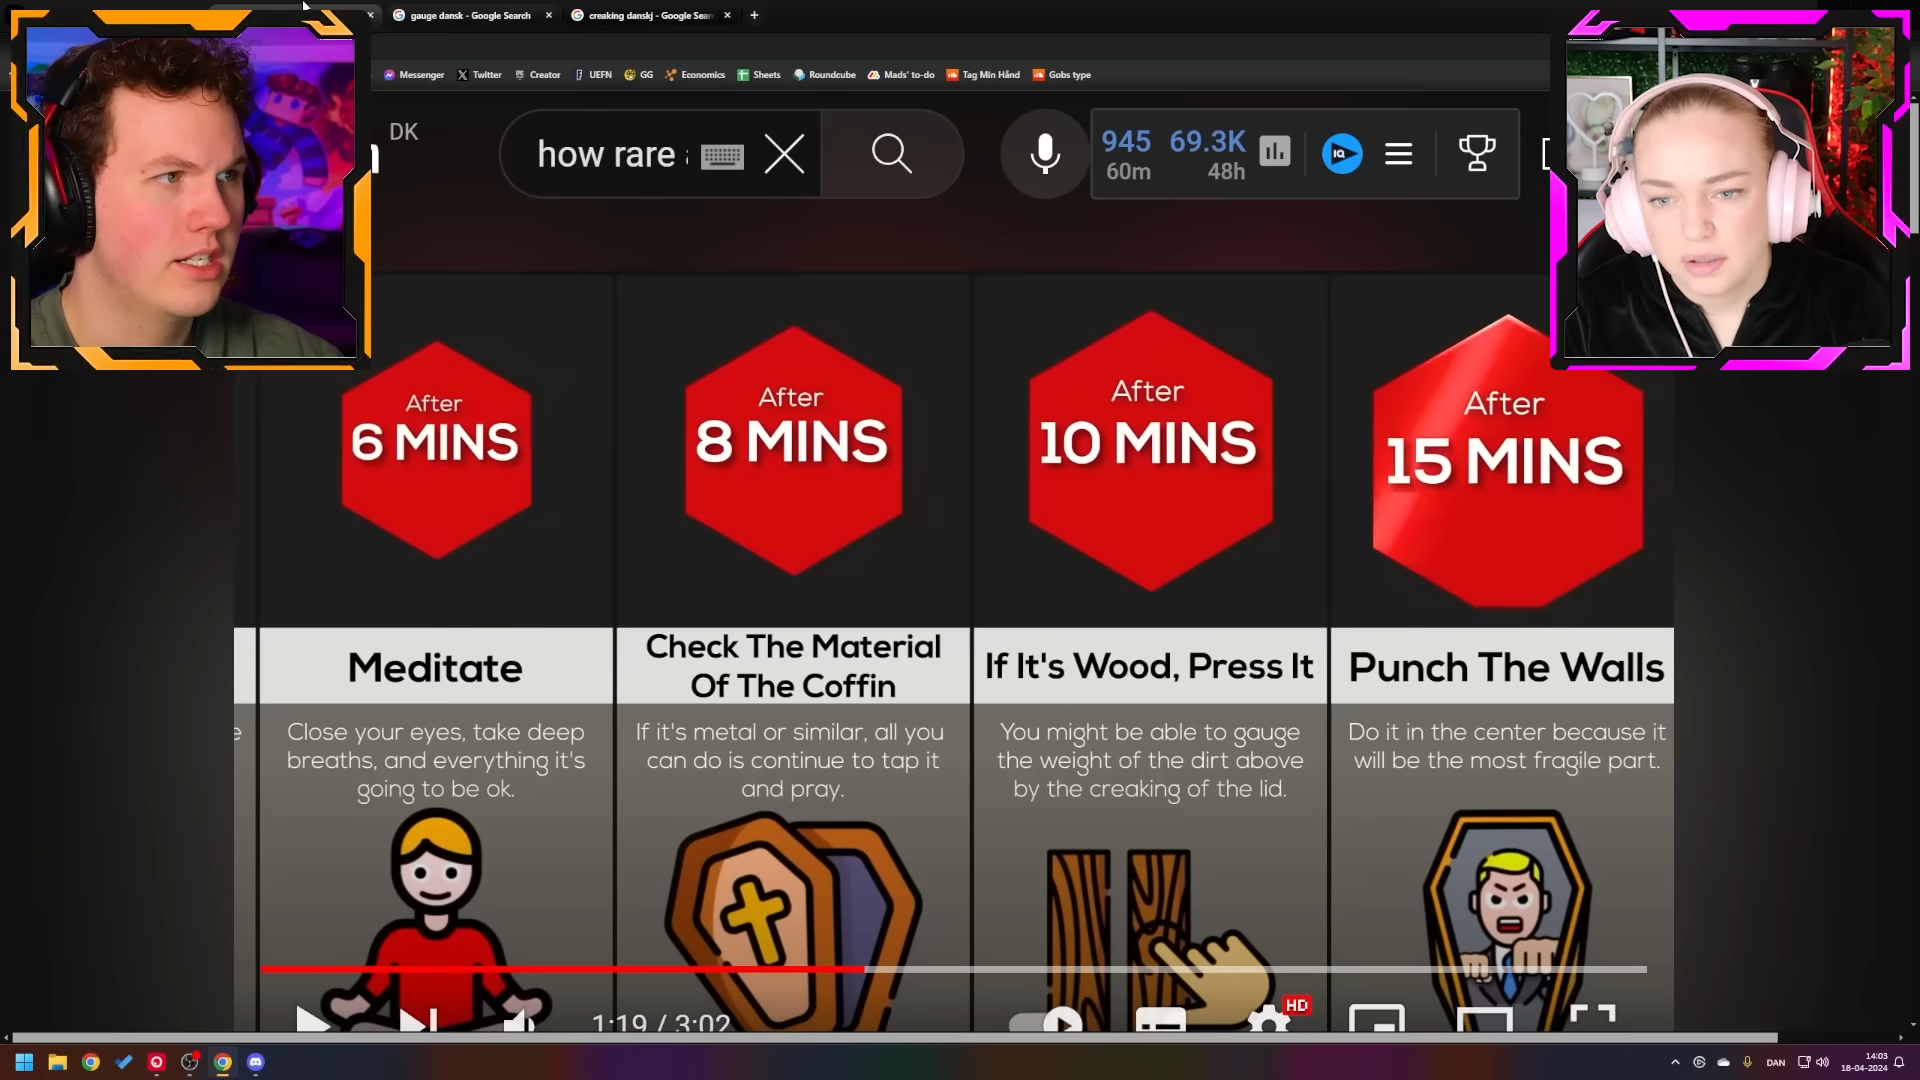 gauge dansk - Google Search
creaking danskj - Google Sear
Messenger
Twitter
Creator
UEFN
GG
Economics
Sheets
Roundcube
Mads' to-do
Tag Min Hånd
Gobs type
DK
how rare
945
60m
69.3K
48h
IQ
After
6 MINS
After
8 MINS
After
10 MINS
After
15 MINS
Meditate
Check The Material
Of The Coffin
If It's Wood, Press It
Punch The Walls
Close your eyes, take deep
breaths, and everything it's
going to be ok.
If it's metal or similar, all you
can do is continue to tap it
and pray.
You might be able to gauge
the weight of the dirt above
by the creaking of the lid.
Do it in the center because it
will be the most fragile part.
1:19 / 3:02
HD
DAN
14:03
18-04-2024